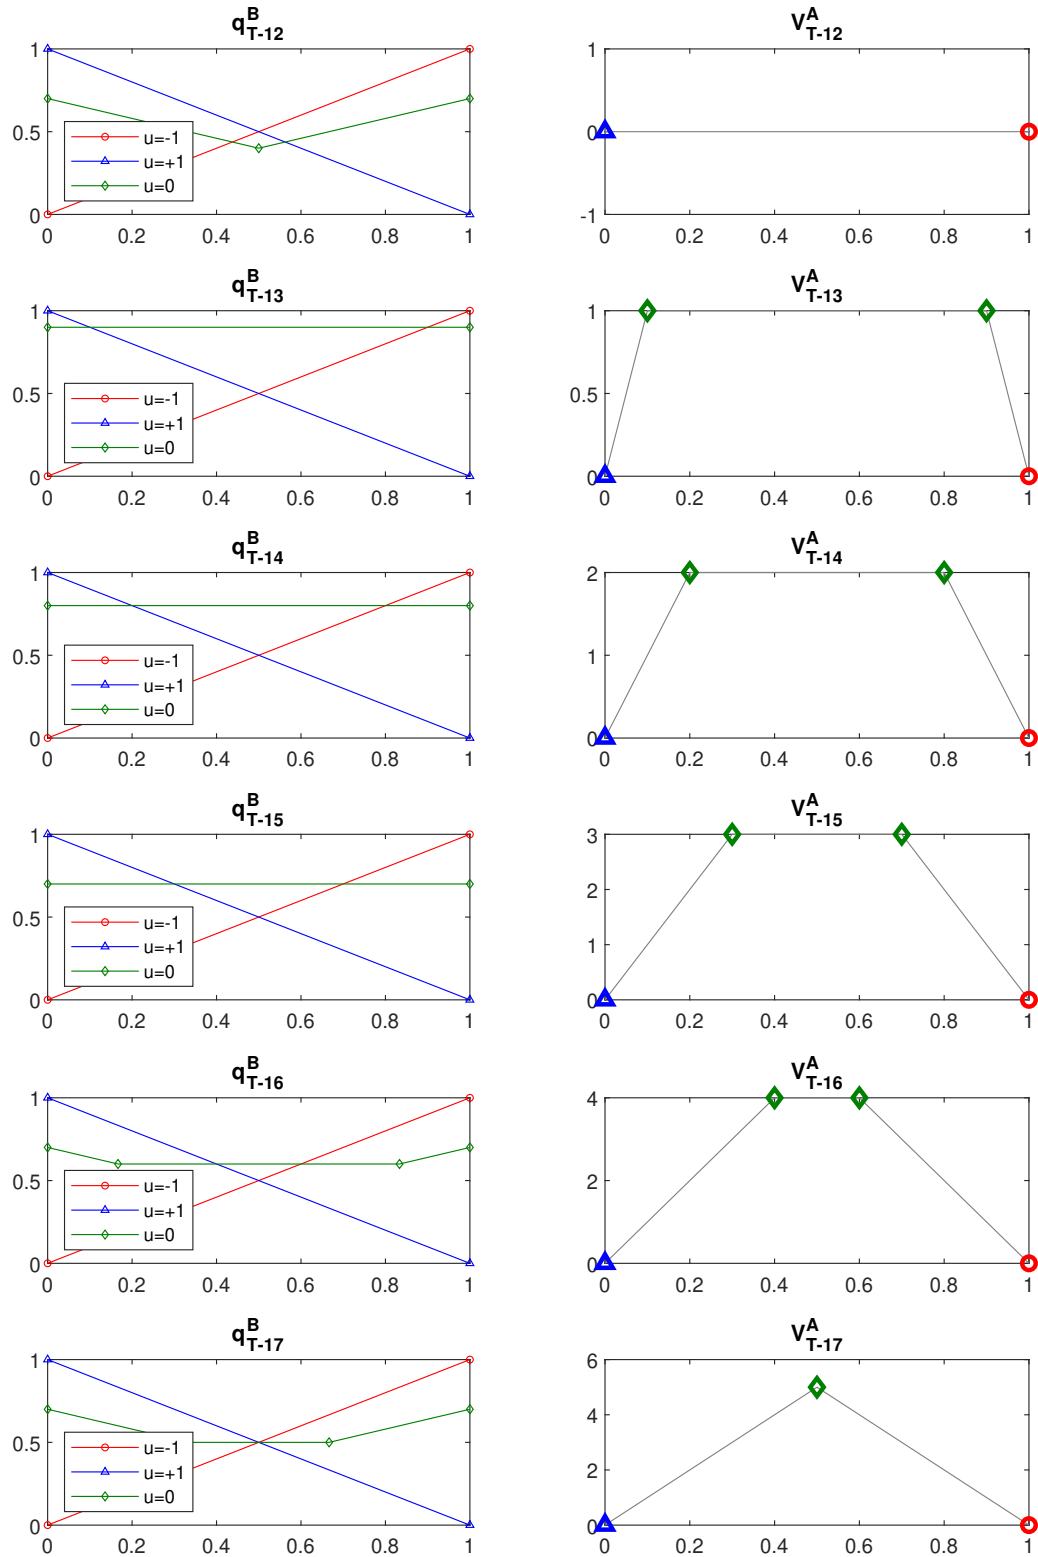 q^B_{T-12}
1
0.5
0
0 0.2 0.4 0.6 0.8 1
u=-1
u=+1
u=0
V^A_{T-12}
1
0
-1
0 0.2 0.4 0.6 0.8 1
q^B_{T-13}
1
0.5
0
0 0.2 0.4 0.6 0.8 1
u=-1
u=+1
u=0
V^A_{T-13}
1
0.5
0
0 0.2 0.4 0.6 0.8 1
q^B_{T-14}
1
0.5
0
0 0.2 0.4 0.6 0.8 1
u=-1
u=+1
u=0
V^A_{T-14}
2
1
0
0 0.2 0.4 0.6 0.8 1
q^B_{T-15}
1
0.5
0
0 0.2 0.4 0.6 0.8 1
u=-1
u=+1
u=0
V^A_{T-15}
3
2
1
0
0 0.2 0.4 0.6 0.8 1
q^B_{T-16}
1
0.5
0
0 0.2 0.4 0.6 0.8 1
u=-1
u=+1
u=0
V^A_{T-16}
4
2
0
0 0.2 0.4 0.6 0.8 1
q^B_{T-17}
1
0.5
0
0 0.2 0.4 0.6 0.8 1
u=-1
u=+1
u=0
V^A_{T-17}
6
4
2
0
0 0.2 0.4 0.6 0.8 1